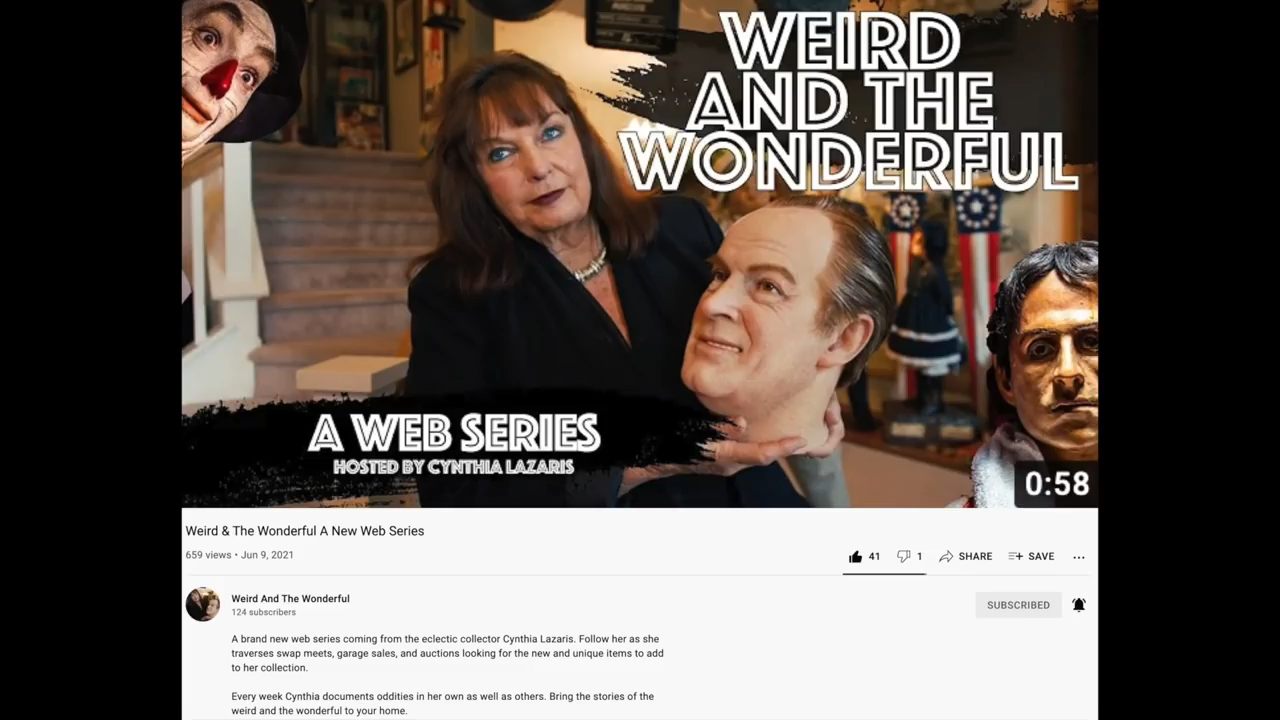 WEIRD
AND THE
WONDERFUL
A WEB SERIES
HOSTED BY CYNTHIA LAZARIS
0:58
Weird & The Wonderful A New Web Series
659 views • Jun 9, 2021
41
1
SHARE
SAVE
Weird And The Wonderful
124 subscribers
SUBSCRIBED
A brand new web series coming from the eclectic collector Cynthia Lazaris. Follow her as she
traverses swap meets, garage sales, and auctions looking for the new and unique items to add
to her collection.
Every week Cynthia documents oddities in her own as well as others. Bring the stories of the
weird and the wonderful to your home.